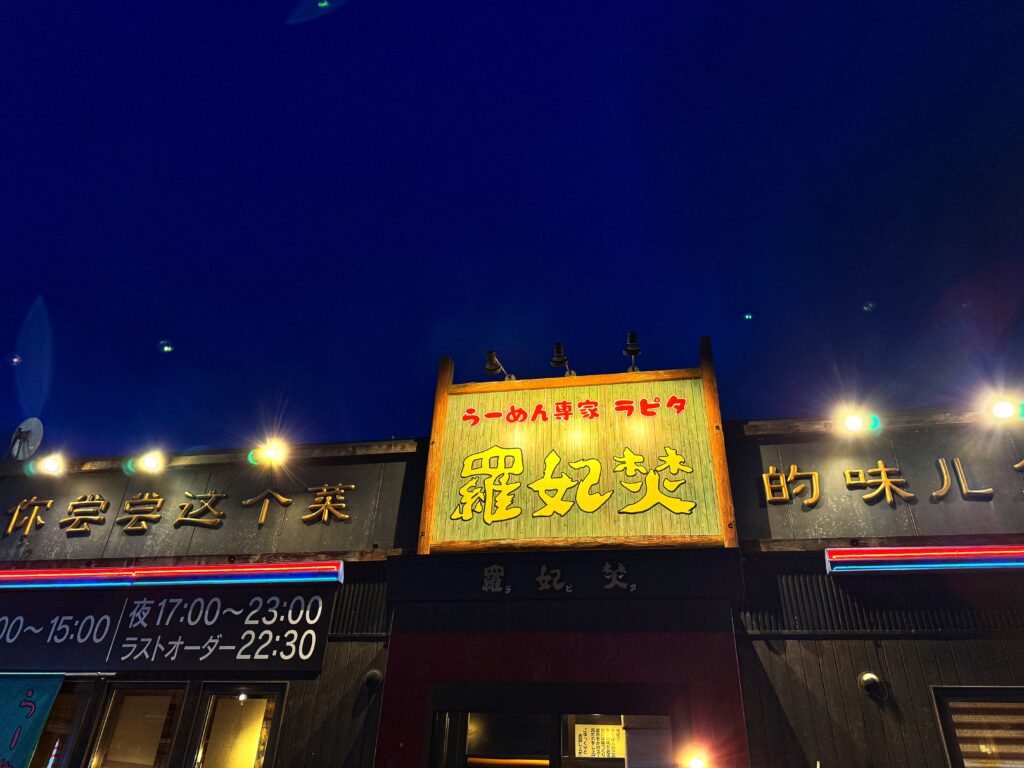 らーめん専家 ラピタ
羅妃焚
你尝尝这个菜
的味儿
羅妃焚
00～15:00
夜17:00～23:00
ラストオーダー22:30
らー